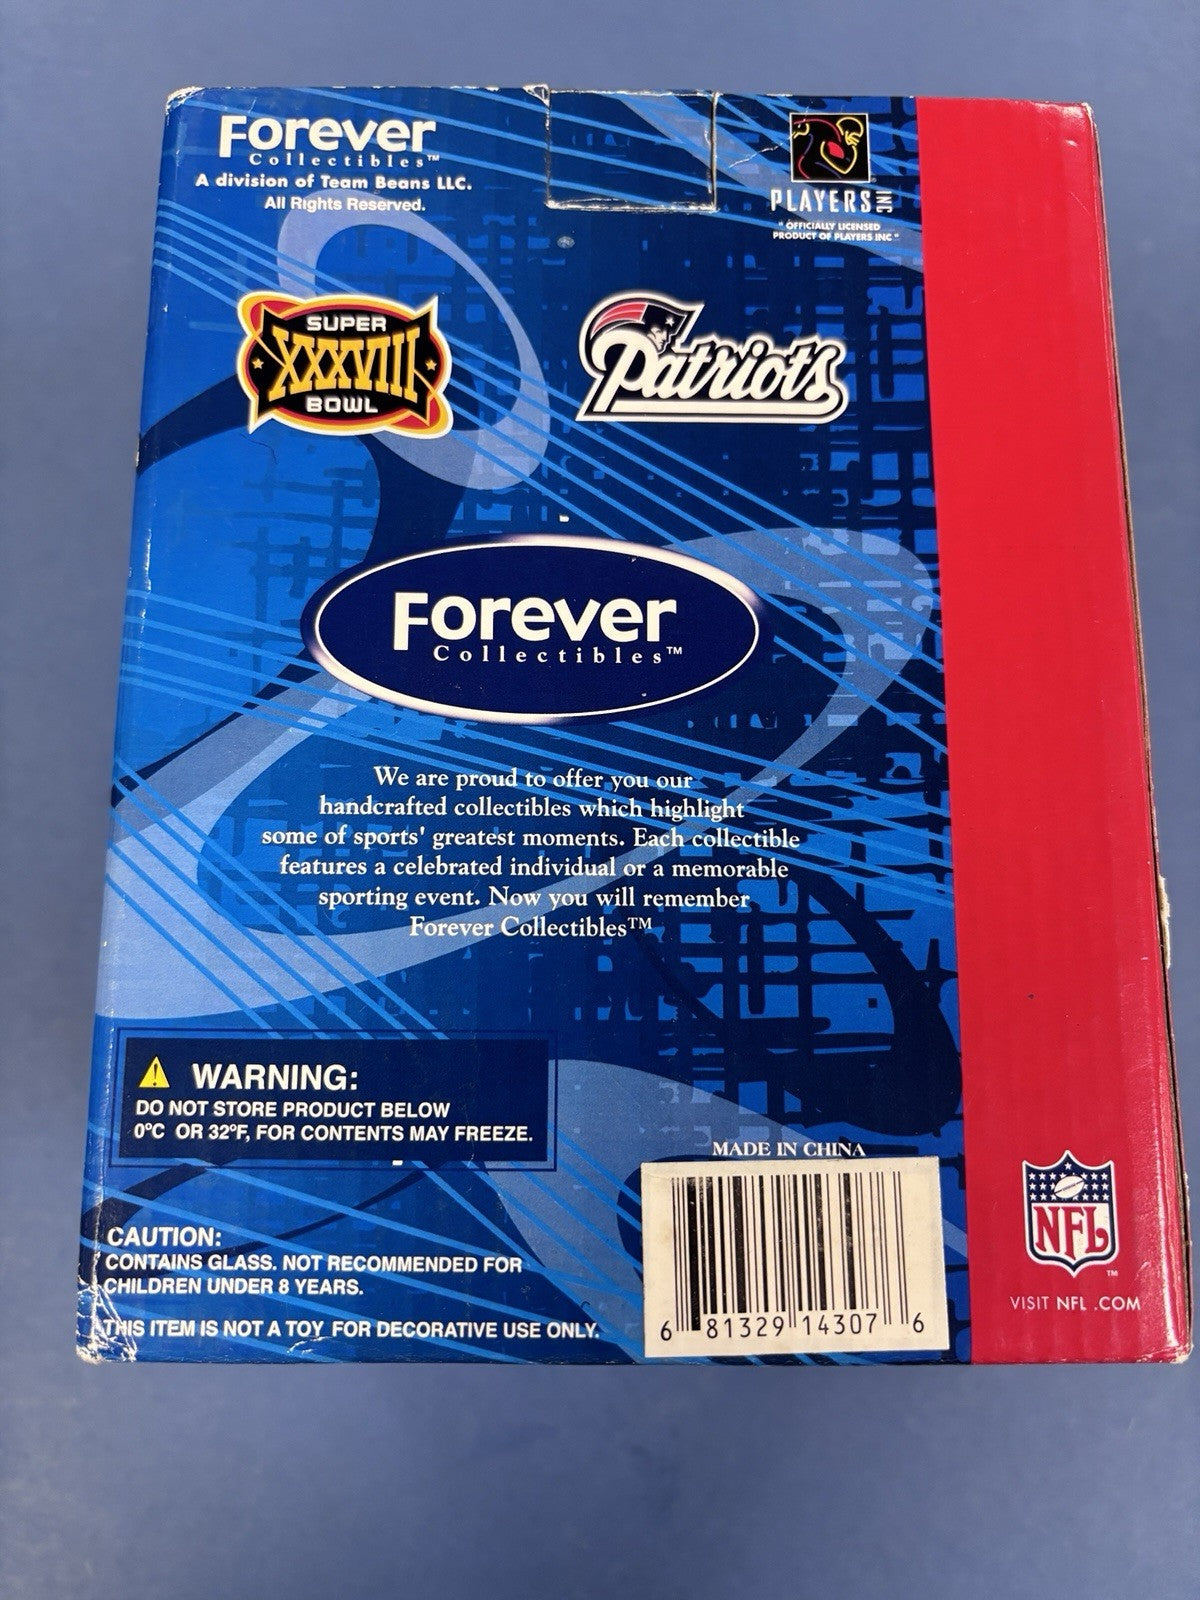 Forever
Collectibles™
A division of Team Beans LLC.
All Rights Reserved.
PLAYERS INC
"OFFICIALLY LICENSED
PRODUCT OF PLAYERS INC"
SUPER
XXXVIII
BOWL
Patriots
Forever
Collectibles™
We are proud to offer you our
handcrafted collectibles which highlight
some of sports' greatest moments. Each collectible
features a celebrated individual or a memorable
sporting event. Now you will remember
Forever Collectibles™
WARNING:
DO NOT STORE PRODUCT BELOW
0ºC OR 32ºF, FOR CONTENTS MAY FREEZE.
MADE IN CHINA
CAUTION:
CONTAINS GLASS. NOT RECOMMENDED FOR
CHILDREN UNDER 8 YEARS.
THIS ITEM IS NOT A TOY FOR DECORATIVE USE ONLY.
6 81329 14307 6
NFL
™
VISIT NFL .COM